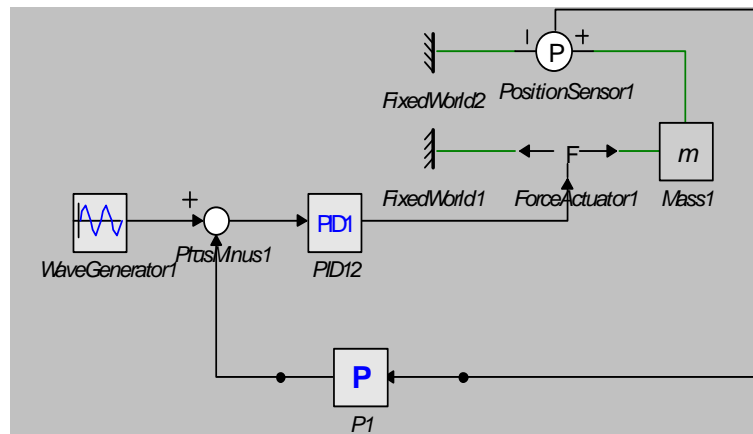 P
FixedWorld2
PositionSensor1
F
m
FixedWorld1
ForceActuator1
Mass1
PID1
WaveGenerator1
PlusMinus1
PID12
P
P1